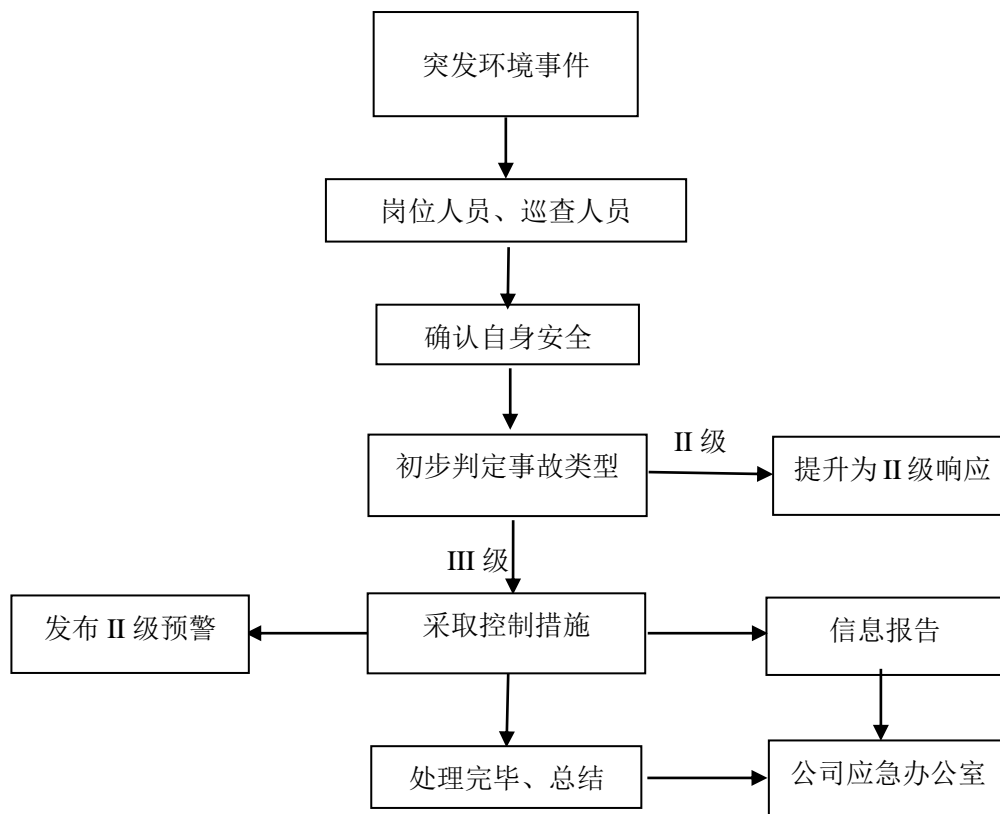 突发环境事件
岗位人员、巡查人员
确认自身安全
初步判定事故类型
II 级
提升为 II 级响应
III 级
发布 II 级预警
采取控制措施
信息报告
处理完毕、总结
公司应急办公室